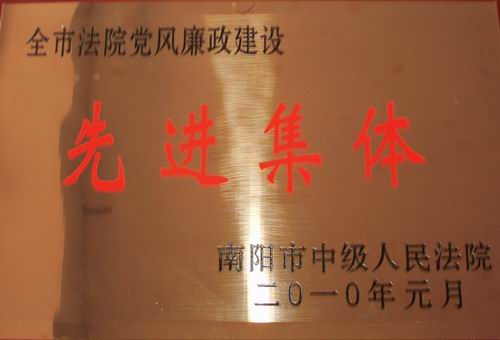 全市法院党风廉政建设
先进集体
南阳市中级人民法院
二〇一〇年元月